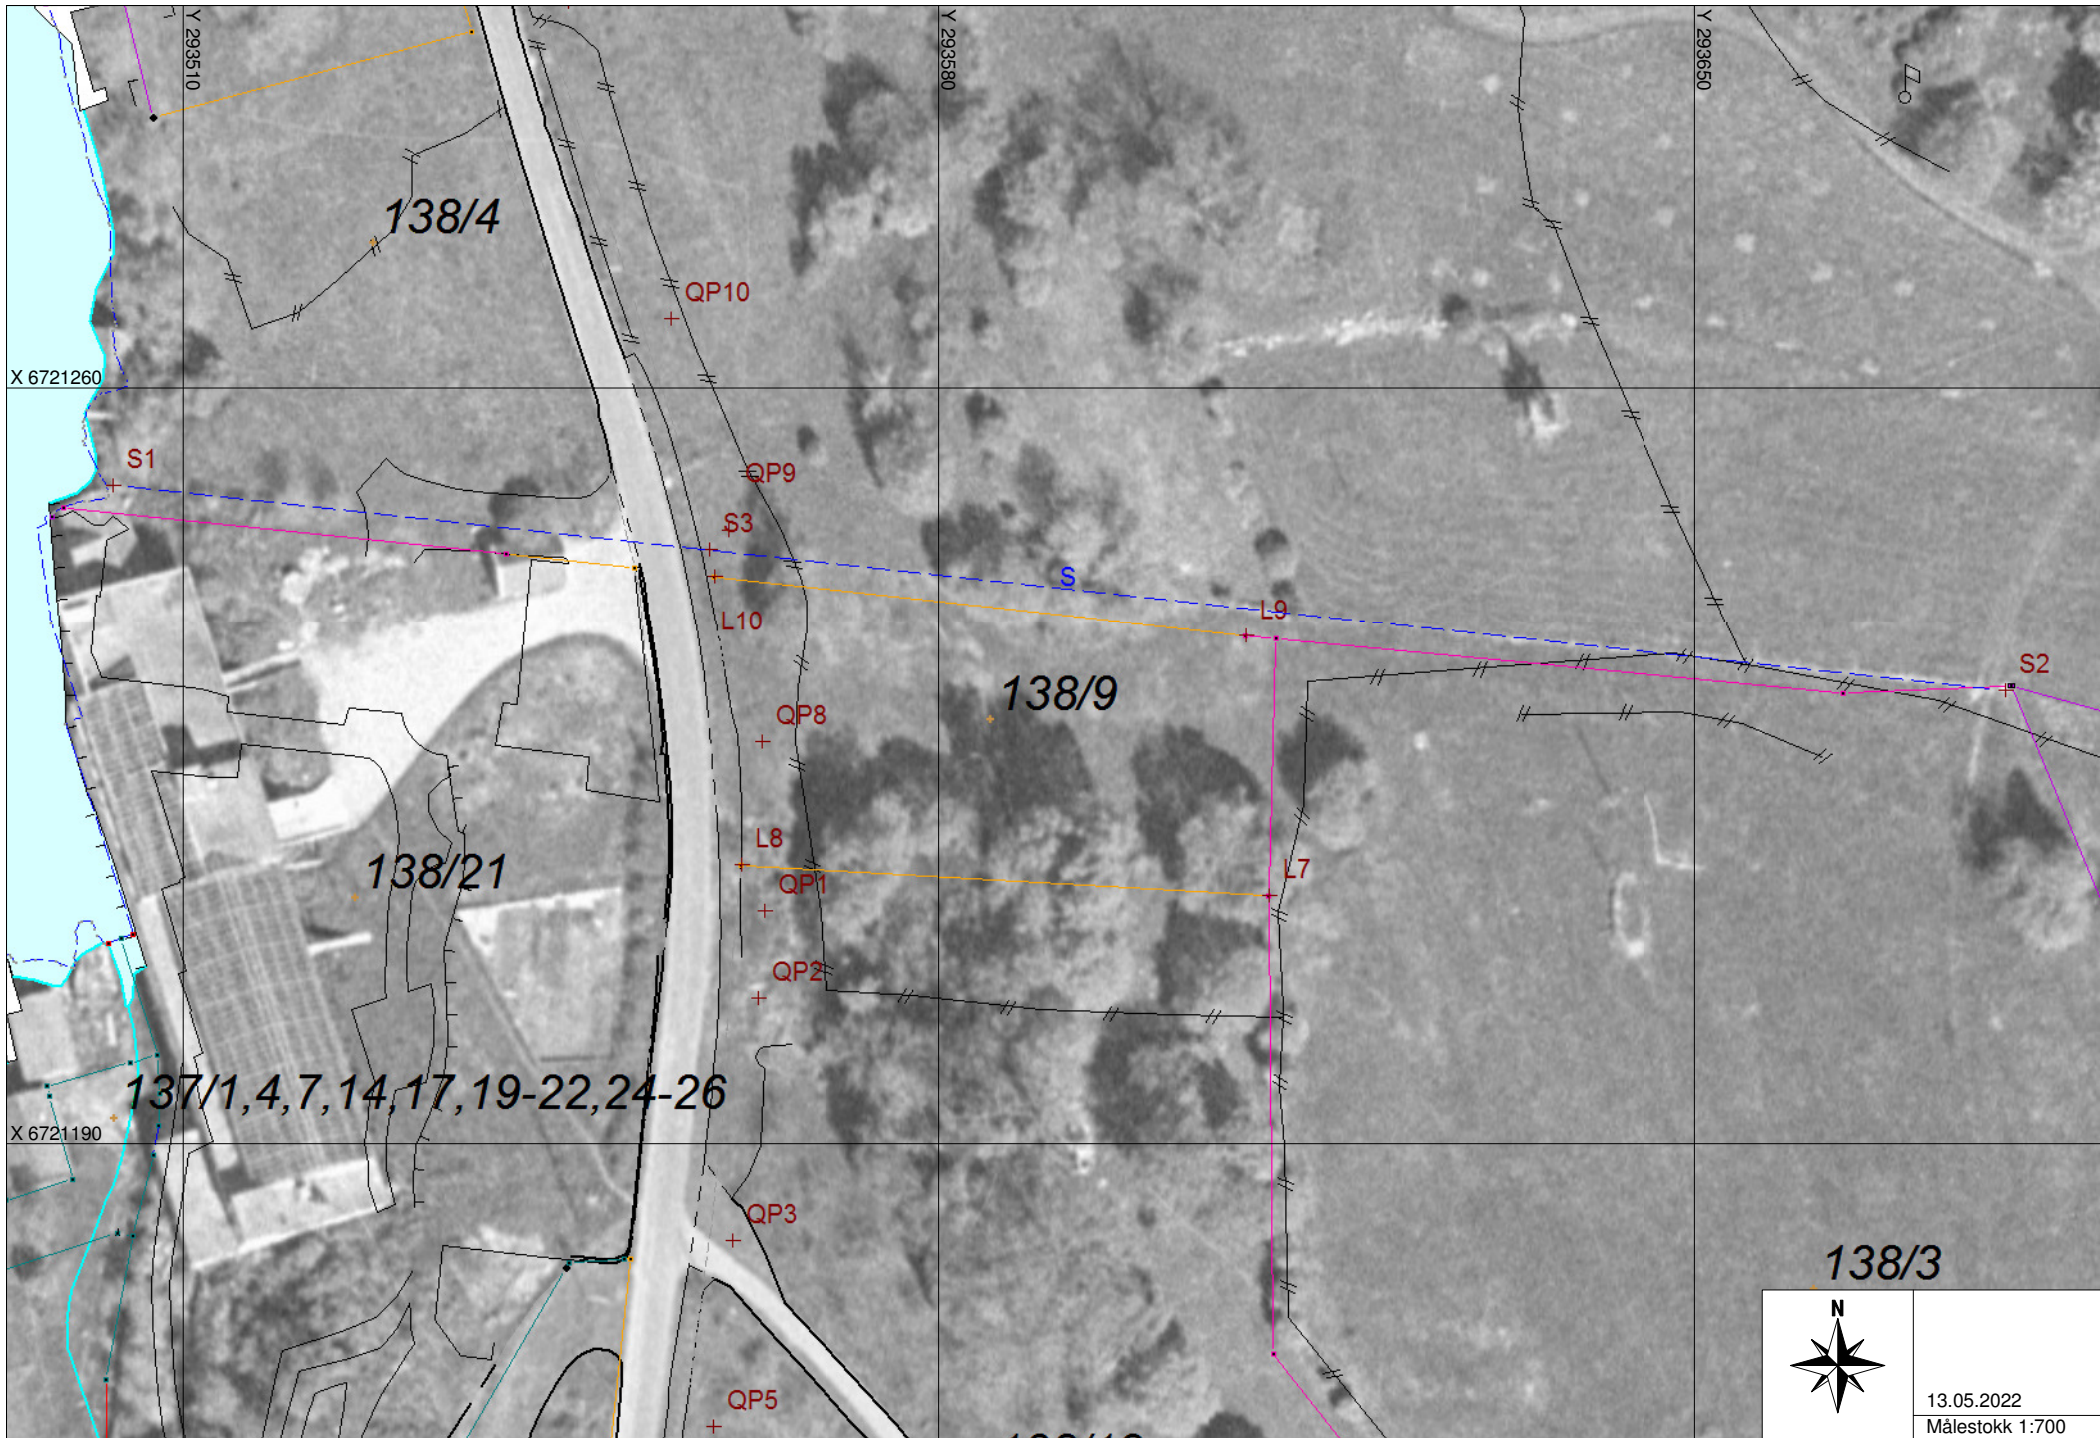 Y 293510
Y 293580
Y 293650
138/4
QP10
X 6721260
S1
QP9
S3
S
L9
L10
S2
138/9
QP8
L8
138/21
QP1
L7
QP2
137/1,4,7,14,17,19-22,24-26
X 6721190
QP3
138/3
N
QP5
13.05.2022
Målestokk 1:700